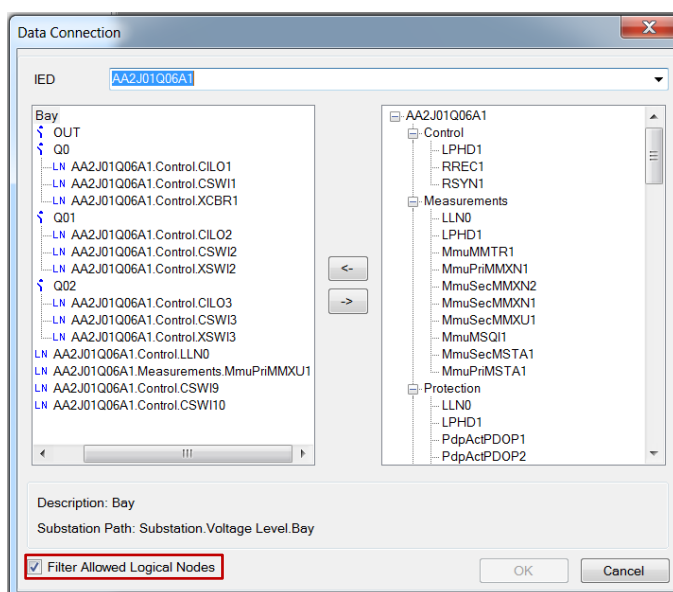 Data Connection
IED
AA2J01Q06A1
Bay
OUT
Q0
LN AA2J01Q06A1.Control.CILO1
LN AA2J01Q06A1.Control.CSWI1
LN AA2J01Q06A1.Control.XCBR1
Q01
LN AA2J01Q06A1.Control.CILO2
LN AA2J01Q06A1.Control.CSWI2
LN AA2J01Q06A1.Control.XSWI2
Q02
LN AA2J01Q06A1.Control.CILO3
LN AA2J01Q06A1.Control.CSWI3
LN AA2J01Q06A1.Control.XSWI3
LN AA2J01Q06A1.Control.LLN0
LN AA2J01Q06A1.Measurements.MmuPriMMXU1
LN AA2J01Q06A1.Control.CSWI9
LN AA2J01Q06A1.Control.CSWI10
<-
->
AA2J01Q06A1
Control
LPHD1
RREC1
RSYN1
Measurements
LLN0
LPHD1
MmuMMTR1
MmuPriMMXN1
MmuSecMMXN2
MmuSecMMXN1
MmuSecMMXU1
MmuMSQI1
MmuSecMSTA1
MmuPriMSTA1
Protection
LLN0
LPHD1
PdpActPDOP1
PdpActPDOP2
Description: Bay
Substation Path: Substation.Voltage Level.Bay
Filter Allowed Logical Nodes
OK
Cancel